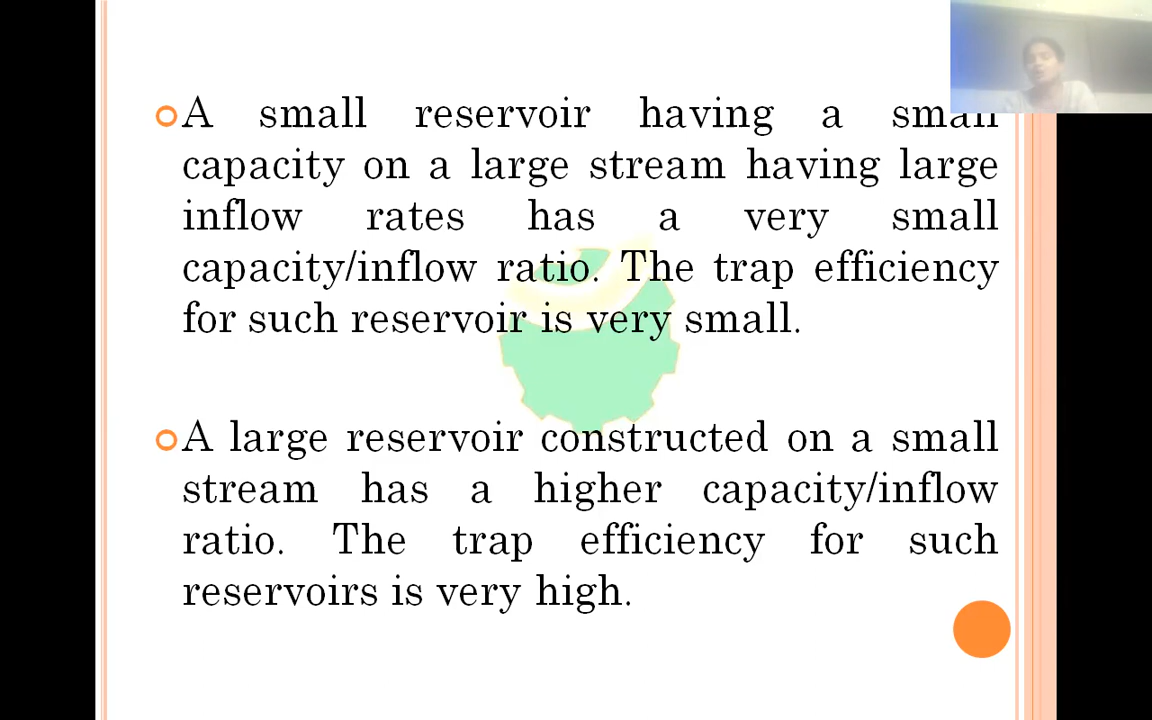 A small reservoir having a small
capacity on a large stream having large
inflow rates has a very small
capacity/inflow ratio. The trap efficiency
for such reservoir is very small.
A large reservoir constructed on a small
stream has a higher capacity/inflow
ratio. The trap efficiency for such
reservoirs is very high.